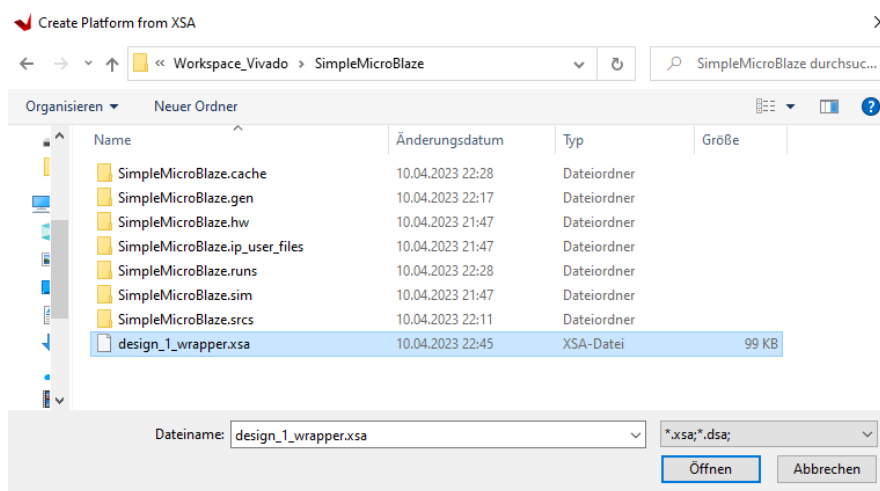 Create Platform from XSA
« Workspace_Vivado › SimpleMicroBlaze
SimpleMicroBlaze durchsuc...
Organisieren Neuer Ordner
Name Änderungsdatum Typ Größe
SimpleMicroBlaze.cache 10.04.2023 22:28 Dateiordner
SimpleMicroBlaze.gen 10.04.2023 22:17 Dateiordner
SimpleMicroBlaze.hw 10.04.2023 21:47 Dateiordner
SimpleMicroBlaze.ip_user_files 10.04.2023 21:47 Dateiordner
SimpleMicroBlaze.runs 10.04.2023 22:28 Dateiordner
SimpleMicroBlaze.sim 10.04.2023 21:47 Dateiordner
SimpleMicroBlaze.srcs 10.04.2023 22:11 Dateiordner
design_1_wrapper.xsa 10.04.2023 22:45 XSA-Datei 99 KB
Dateiname: design_1_wrapper.xsa *.xsa;*.dsa;
Öffnen Abbrechen